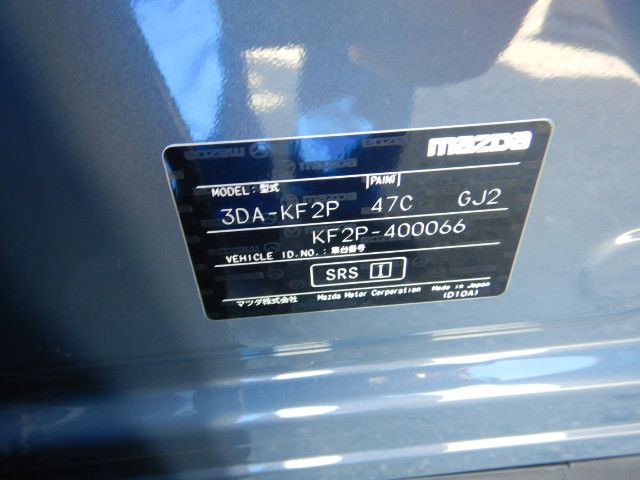 mazda
MODEL：型式 PAINT
3DA-KF2P 47C GJ2
KF2P-400066
VEHICLE ID.NO.：車台番号
SRS
マツダ株式会社 Mazda Motor Corporation Made in Japan
(D10A)